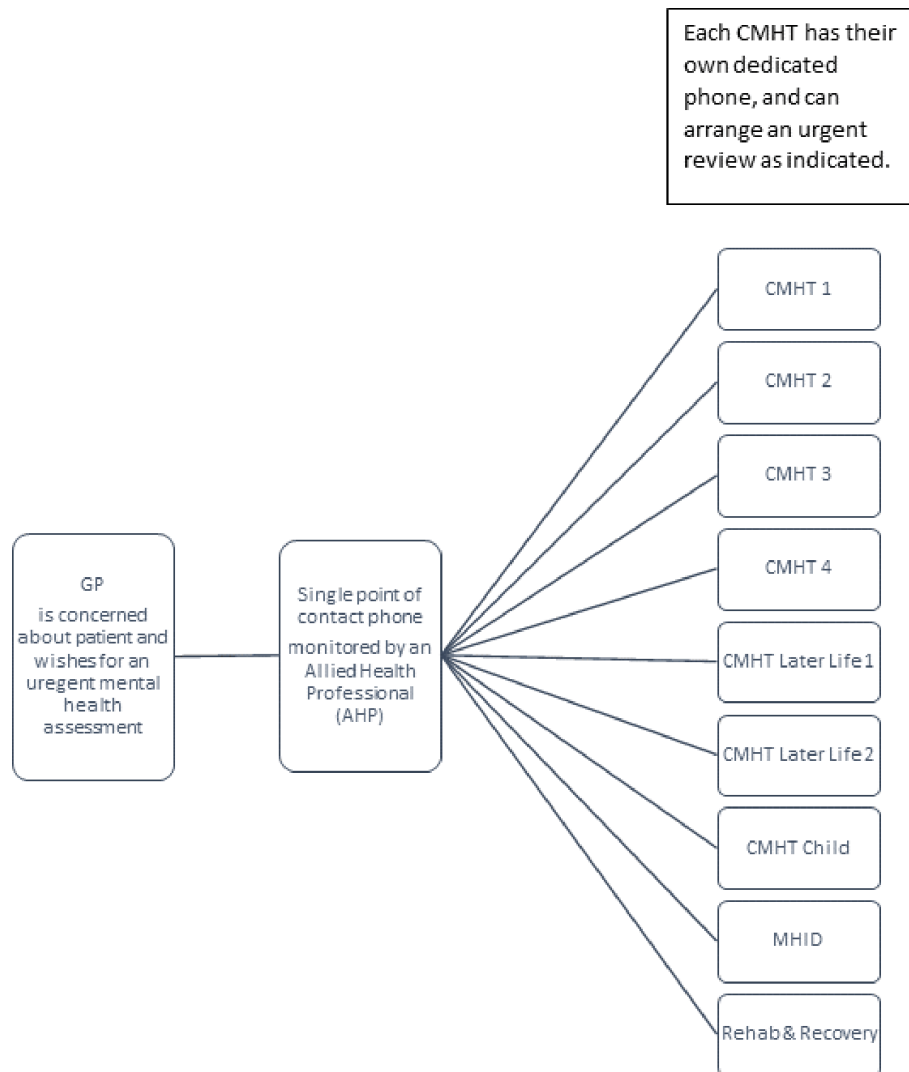 Each CMHT has their
own dedicated
phone, and can
arrange an urgent
review as indicated.
GP
is concerned
about patient and
wishes for an
uregent mental
health
assessment
Single point of
contact phone
monitored by an
Allied Health
Professional
(AHP)
CMHT 1
CMHT 2
CMHT 3
CMHT 4
CMHT Later Life 1
CMHT Later Life 2
CMHT Child
MHID
Rehab & Recovery